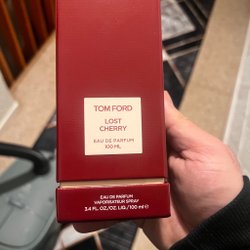 TOM FORD
LOST
CHERRY
EAU DE PARFUM
100 ML
EAU DE PARFUM
VAPORISATEUR SPRAY
3.4 FL.OZ./OZ. LIQ./100 ml ℮